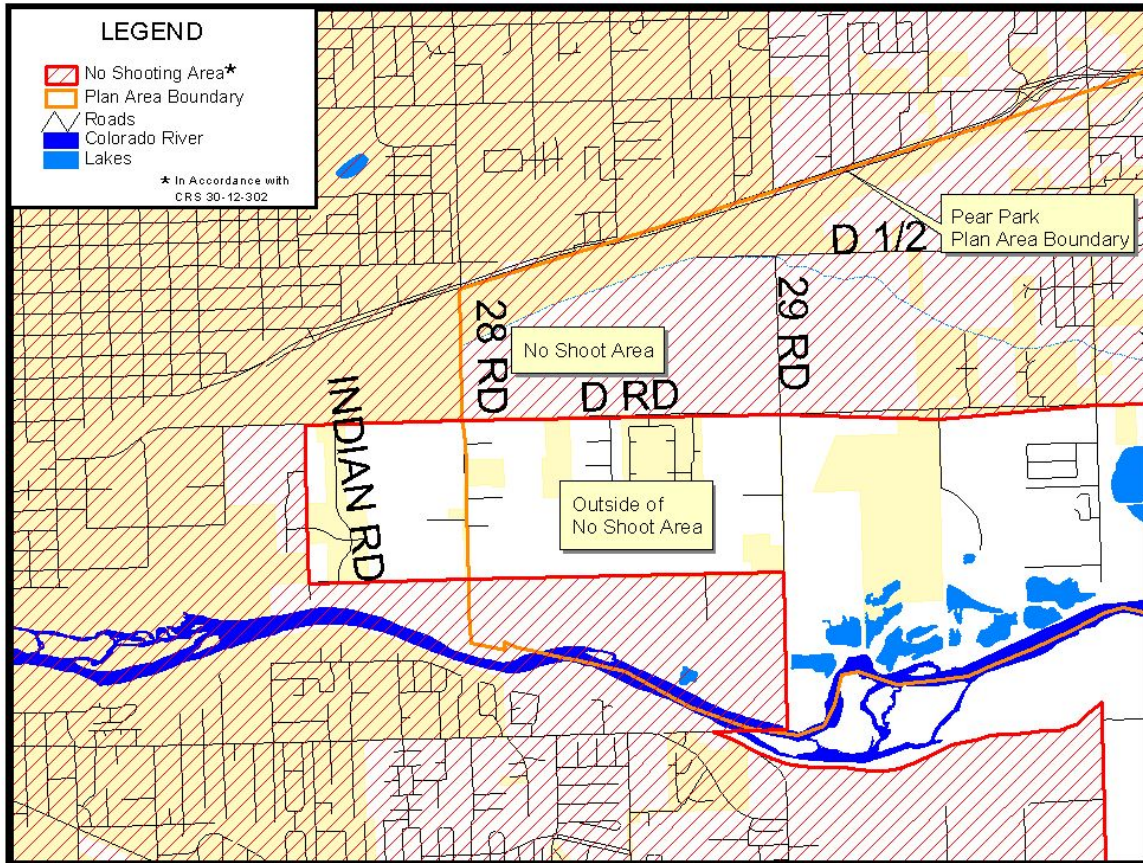 LEGEND
No Shooting Area*
Plan Area Boundary
Roads
Colorado River
Lakes
* In Accordance with
CRS 30-12-302
Pear Park
Plan Area Boundary
D 1/2
28 RD
29 RD
No Shoot Area
D RD
INDIAN RD
Outside of
No Shoot Area